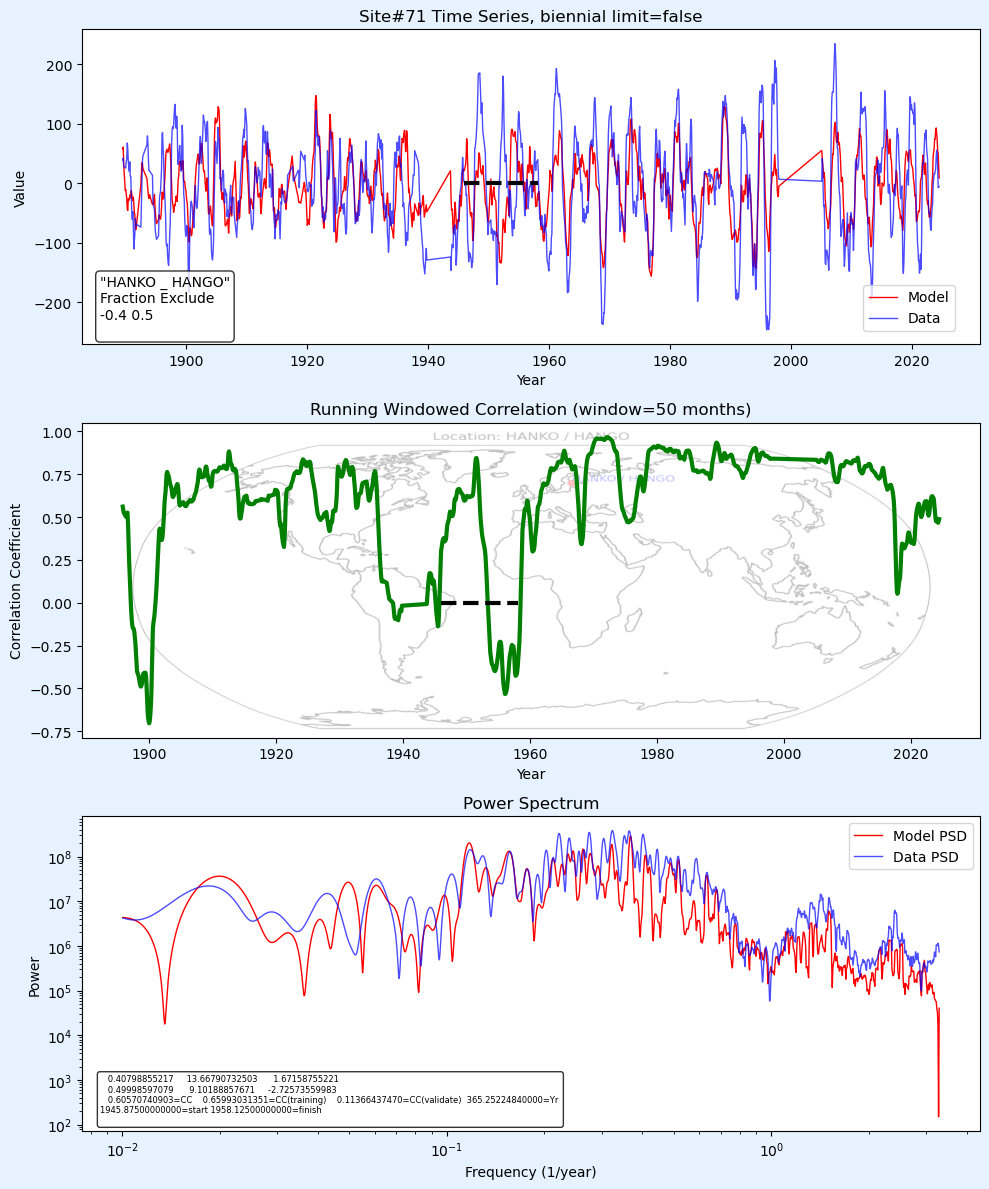 Site#71 Time Series, biennial limit=false
Value
200
100
0
−100
−200
"HANKO _ HANGO"
Fraction Exclude
-0.4 0.5
Model
Data
1900
1920
1940
1960
1980
2000
2020
Year
Running Windowed Correlation (window=50 months)
Correlation Coefficient
1.00
0.75
0.50
0.25
0.00
−0.25
−0.50
−0.75
Location: HANKO / HANGO
HANKO / HANGO
1900
1920
1940
1960
1980
2000
2020
Year
Power Spectrum
Power
10^8
10^7
10^6
10^5
10^4
10^3
10^2
Model PSD
Data PSD
0.40798855217 13.66790732503 1.67158755221
0.49998597079 9.10188857671 -2.72573559983
0.60570740903=CC 0.65993031351=CC(training) 0.11366437470=CC(validate) 365.25224840000=Yr
1945.87500000000=start 1958.12500000000=finish
10^−2
10^−1
10^0
Frequency (1/year)